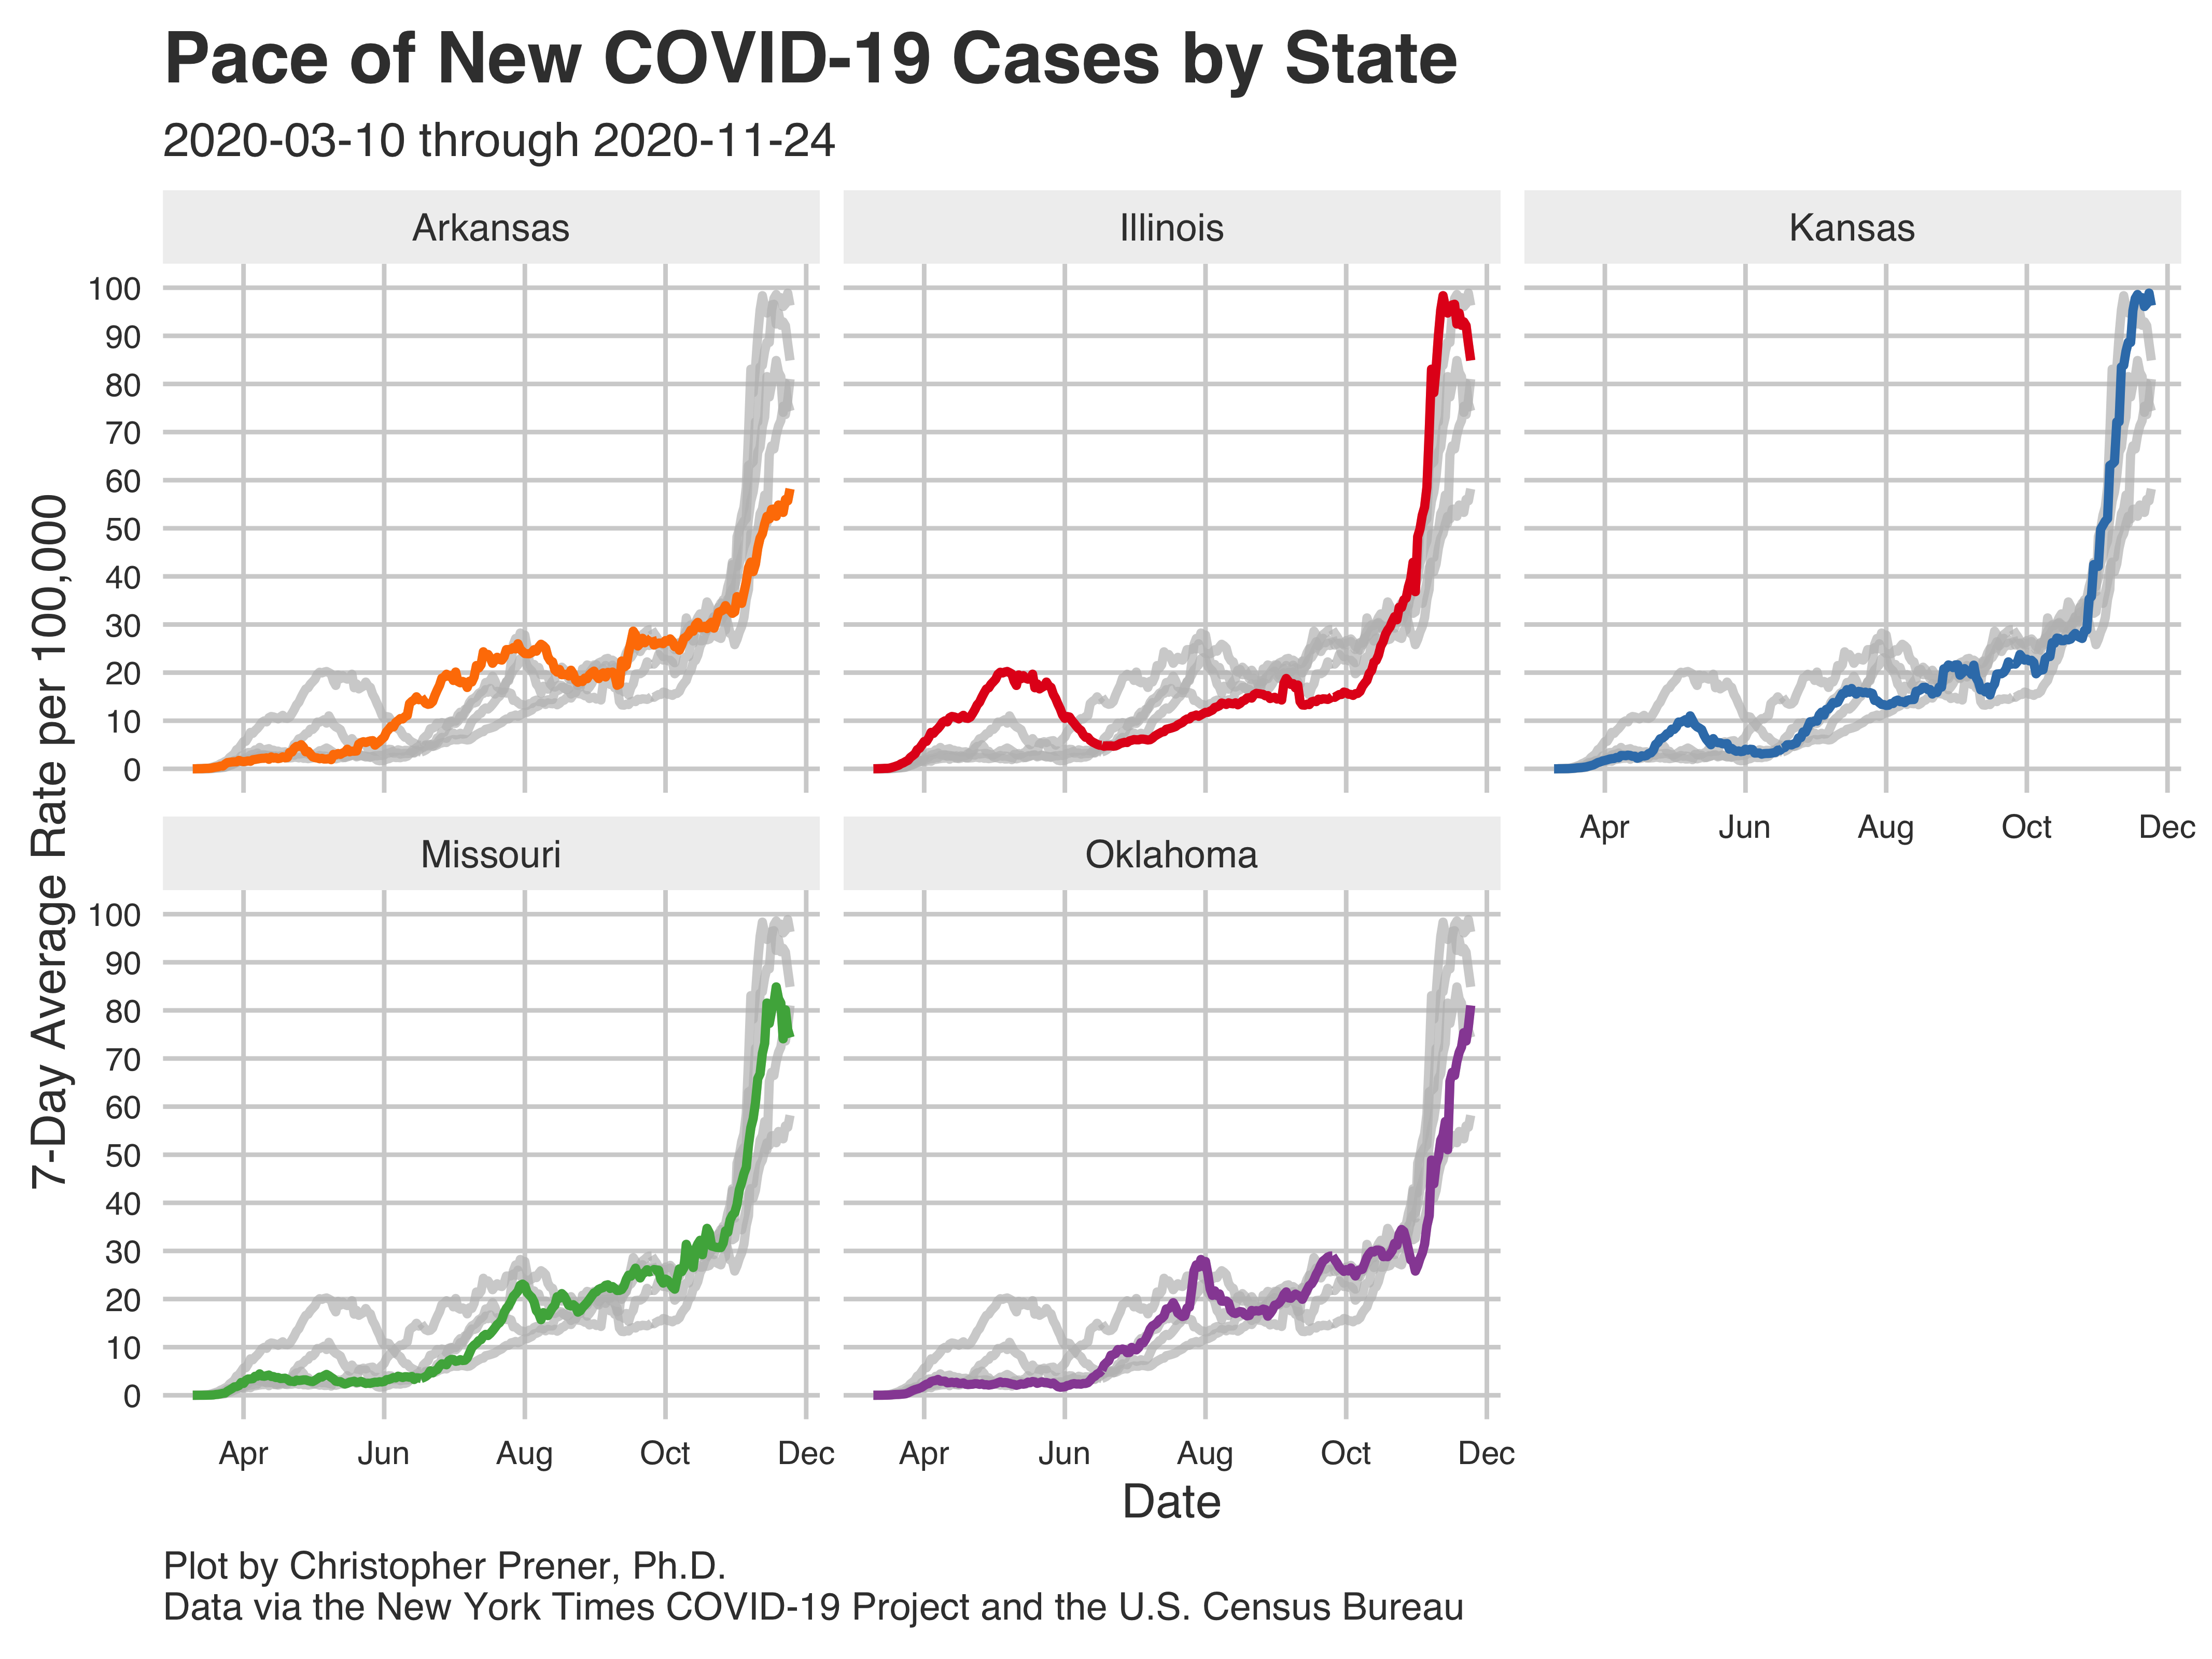 Pace of New COVID-19 Cases by State
2020-03-10 through 2020-11-24
Arkansas
Illinois
Kansas
100
90
80
70
60
50
40
30
20
10
0
Apr Jun Aug Oct Dec
Missouri
Oklahoma
100
90
80
70
60
50
40
30
20
10
0
Apr Jun Aug Oct Dec
Apr Jun Aug Oct Dec
7-Day Average Rate per 100,000
Date
Plot by Christopher Prener, Ph.D.
Data via the New York Times COVID-19 Project and the U.S. Census Bureau